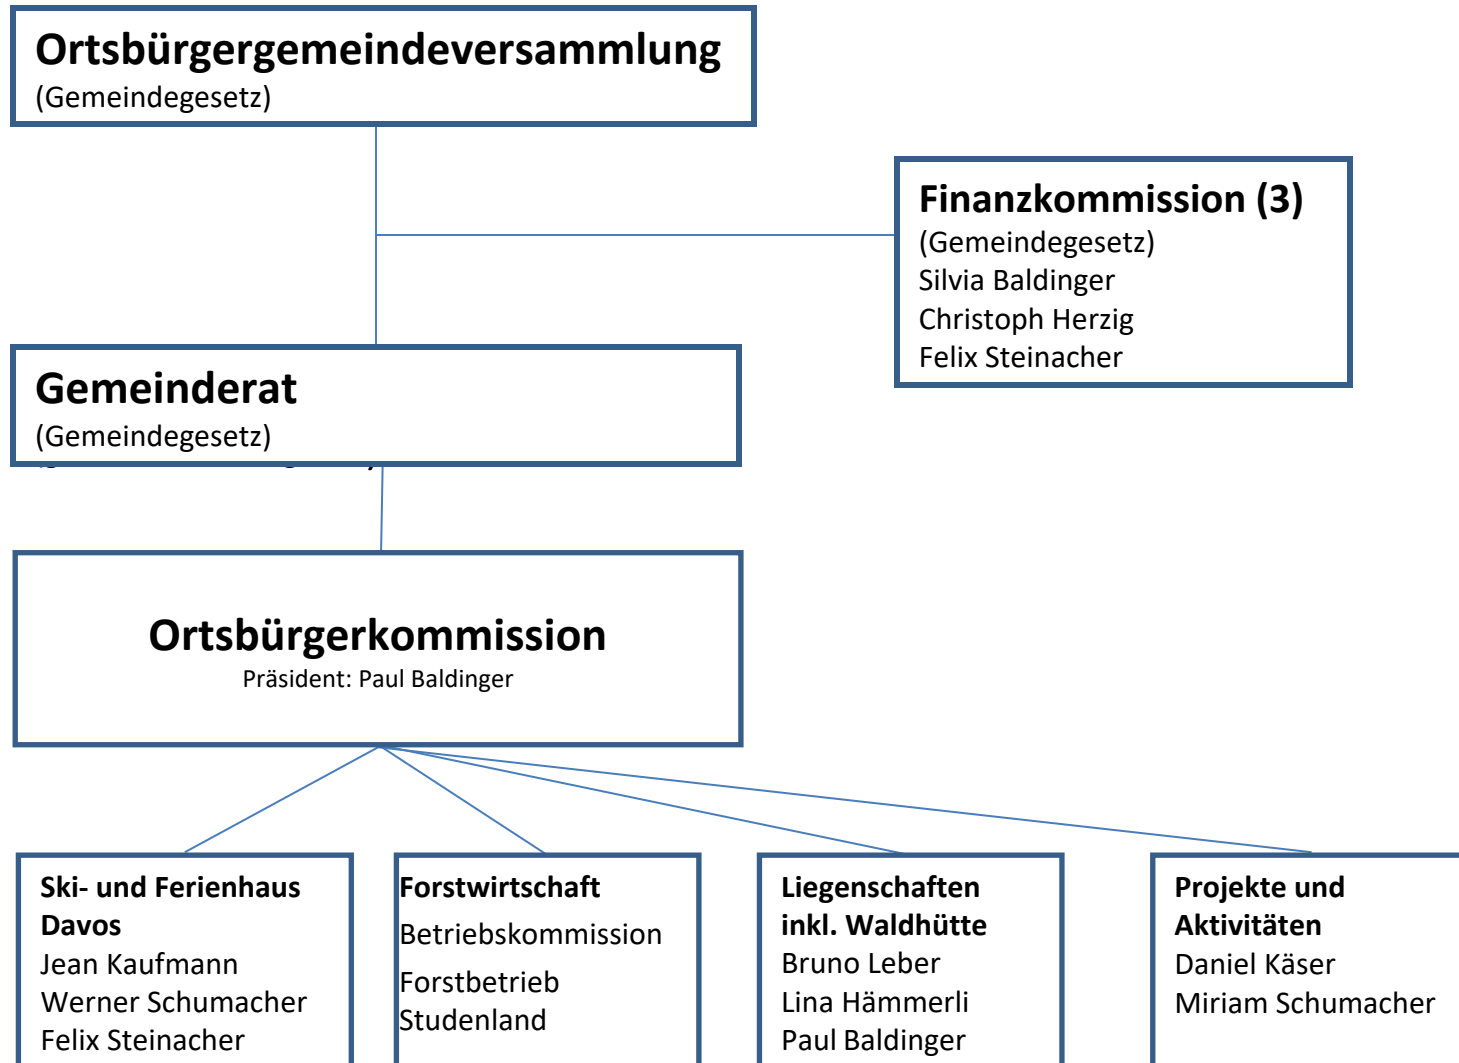 Ortsbürgergemeindeversammlung
(Gemeindegesetz)
Finanzkommission (3)
(Gemeindegesetz)
Silvia Baldinger
Christoph Herzig
Felix Steinacher
Gemeinderat
(Gemeindegesetz)
Ortsbürgerkommission
Präsident: Paul Baldinger
Ski- und Ferienhaus
Davos
Jean Kaufmann
Werner Schumacher
Felix Steinacher
Forstwirtschaft
Betriebskommission
Forstbetrieb
Studenland
Liegenschaften
inkl. Waldhütte
Bruno Leber
Lina Hämmerli
Paul Baldinger
Projekte und
Aktivitäten
Daniel Käser
Miriam Schumacher